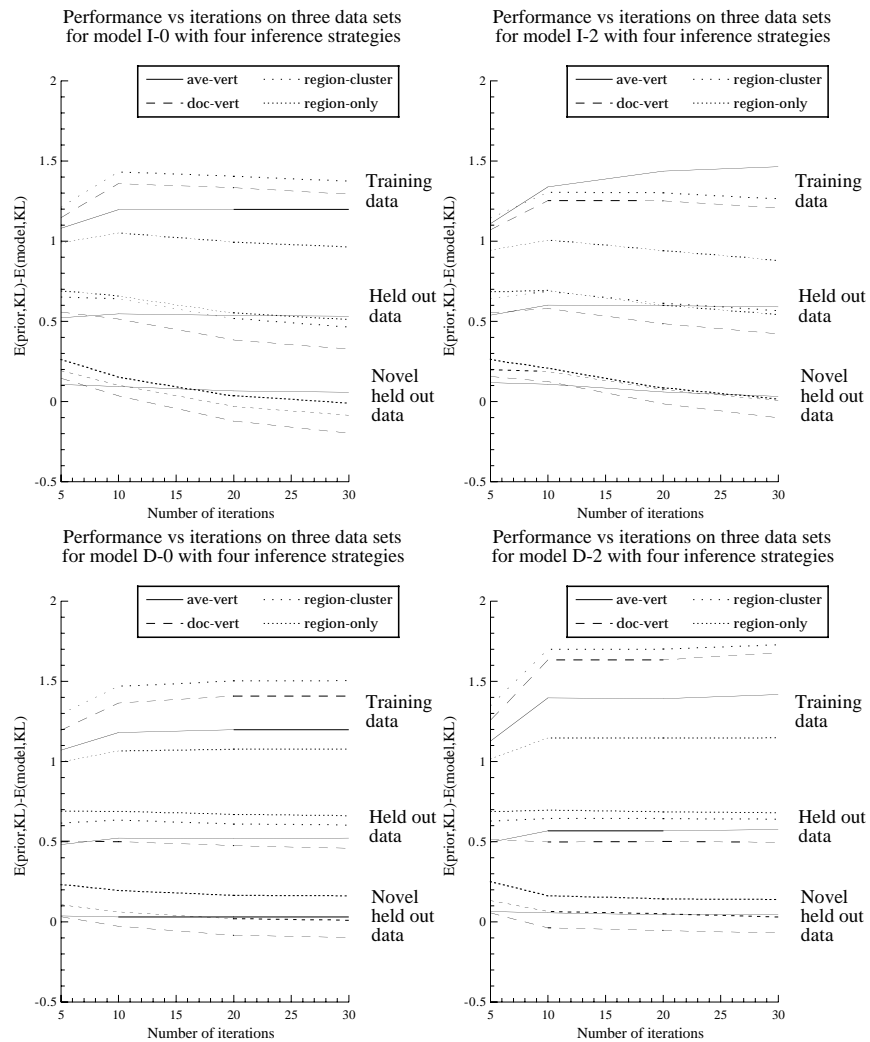 Performance vs iterations on three data sets
for model I-0 with four inference strategies
ave-vert
region-cluster
doc-vert
region-only
2
1.5
1
0.5
0
-0.5
E(prior,KL)-E(model,KL)
Training
data
Held out
data
Novel
held out
data
5
10
15
20
25
30
Number of iterations
Performance vs iterations on three data sets
for model I-2 with four inference strategies
ave-vert
region-cluster
doc-vert
region-only
2
1.5
1
0.5
0
-0.5
E(prior,KL)-E(model,KL)
Training
data
Held out
data
Novel
held out
data
5
10
15
20
25
30
Number of iterations
Performance vs iterations on three data sets
for model D-0 with four inference strategies
ave-vert
region-cluster
doc-vert
region-only
2
1.5
1
0.5
0
-0.5
E(prior,KL)-E(model,KL)
Training
data
Held out
data
Novel
held out
data
5
10
15
20
25
30
Number of iterations
Performance vs iterations on three data sets
for model D-2 with four inference strategies
ave-vert
region-cluster
doc-vert
region-only
2
1.5
1
0.5
0
-0.5
E(prior,KL)-E(model,KL)
Training
data
Held out
data
Novel
held out
data
5
10
15
20
25
30
Number of iterations